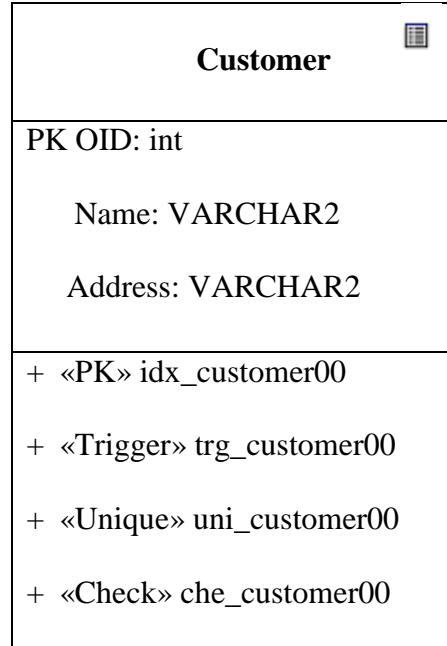 Customer
PK OID: int
Name: VARCHAR2
Address: VARCHAR2
+ «PK» idx_customer00
+ «Trigger» trg_customer00
+ «Unique» uni_customer00
+ «Check» che_customer00